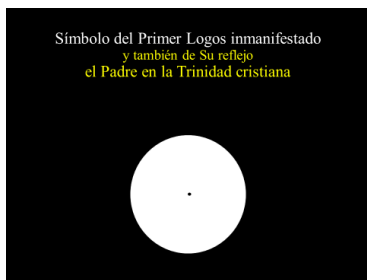 Símbolo del Primer Logos inmanifestado
y también de Su reflejo
el Padre en la Trinidad cristiana